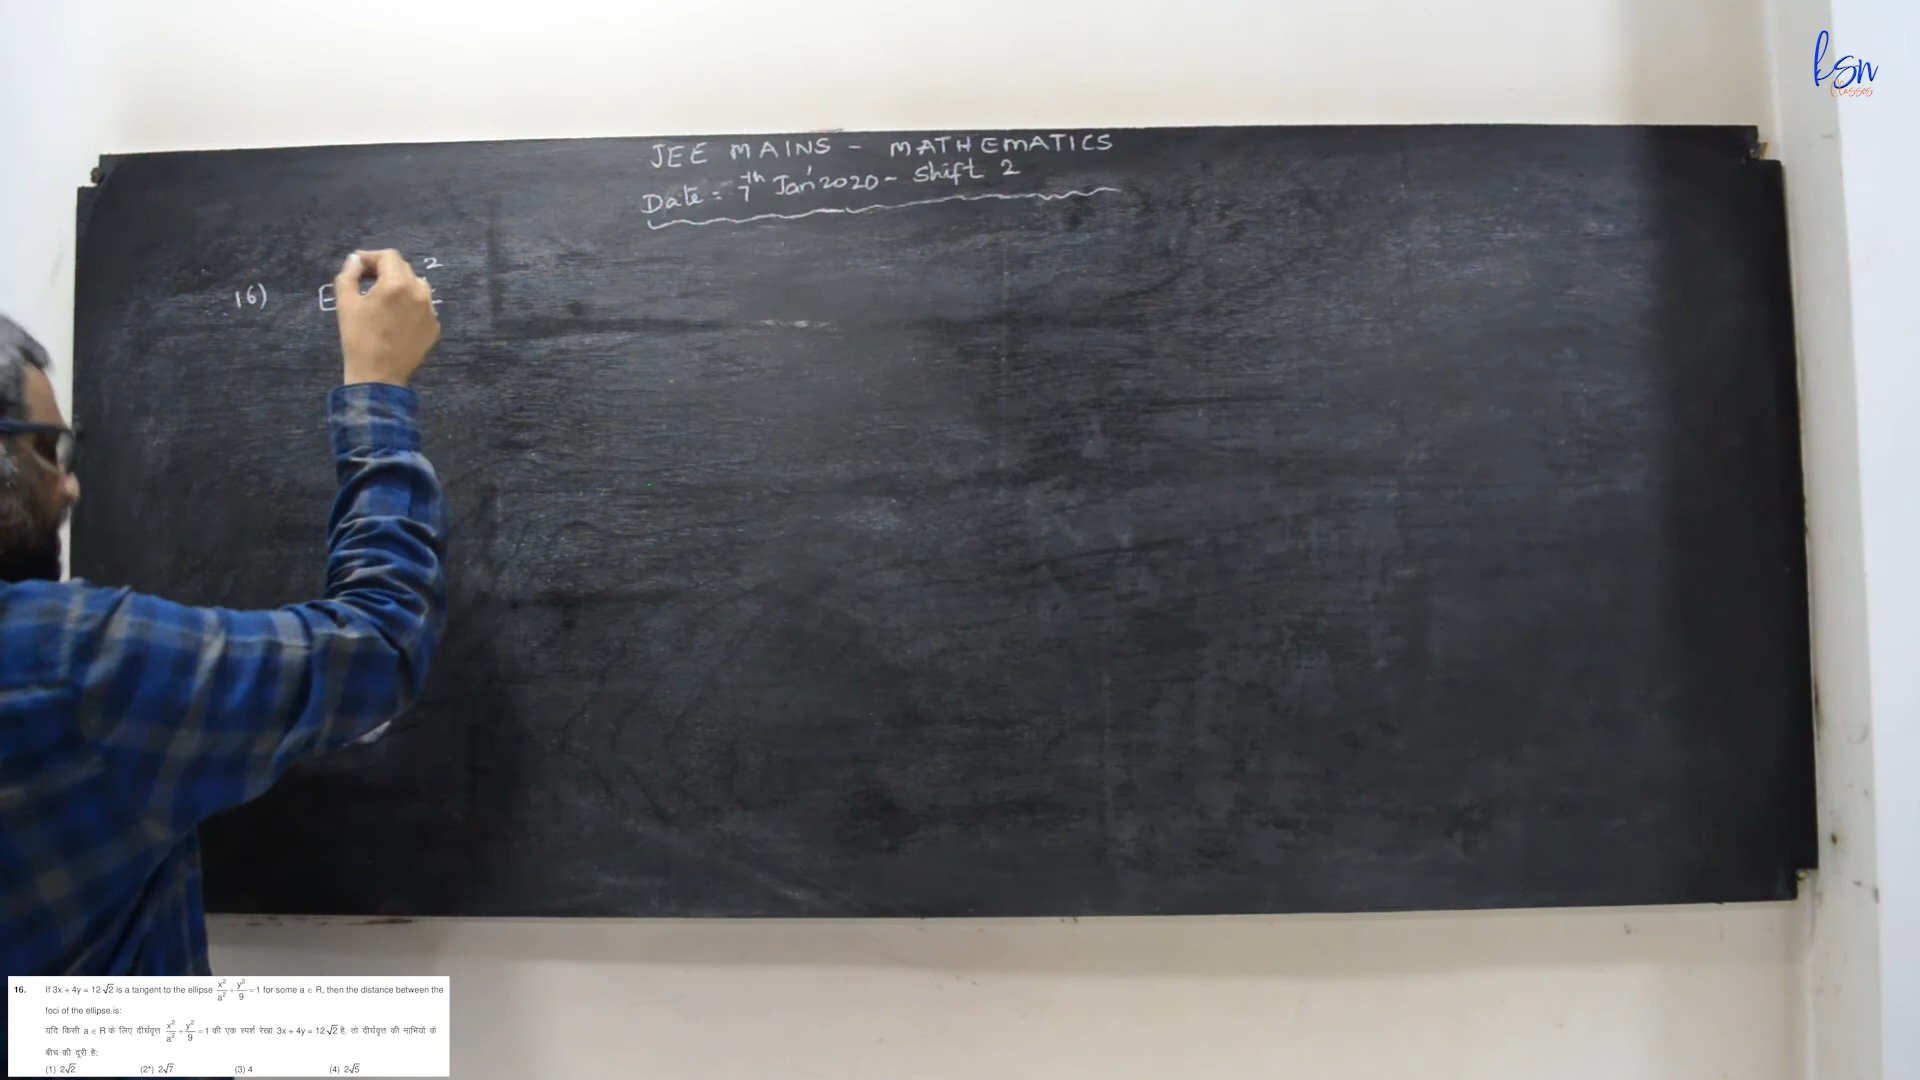 ksn
Classes
JEE MAINS - MATHEMATICS
Date: 7th Jan' 2020 - Shift 2
16) E 2
16. If 3x + 4y = 12√2 is a tangent to the ellipse x²/a² + y²/9 = 1 for some a ∈ R, then the distance between the
foci of the ellipse is:
यदि किसी a ∈ R के लिए दीर्घवृत्त x²/a² + y²/9 = 1 की एक स्पर्श रेखा 3x + 4y = 12√2 है, तो दीर्घवृत्त की नाभियों के
बीच की दूरी है:
(1) 2√2 (2*) 2√7 (3) 4 (4) 2√5